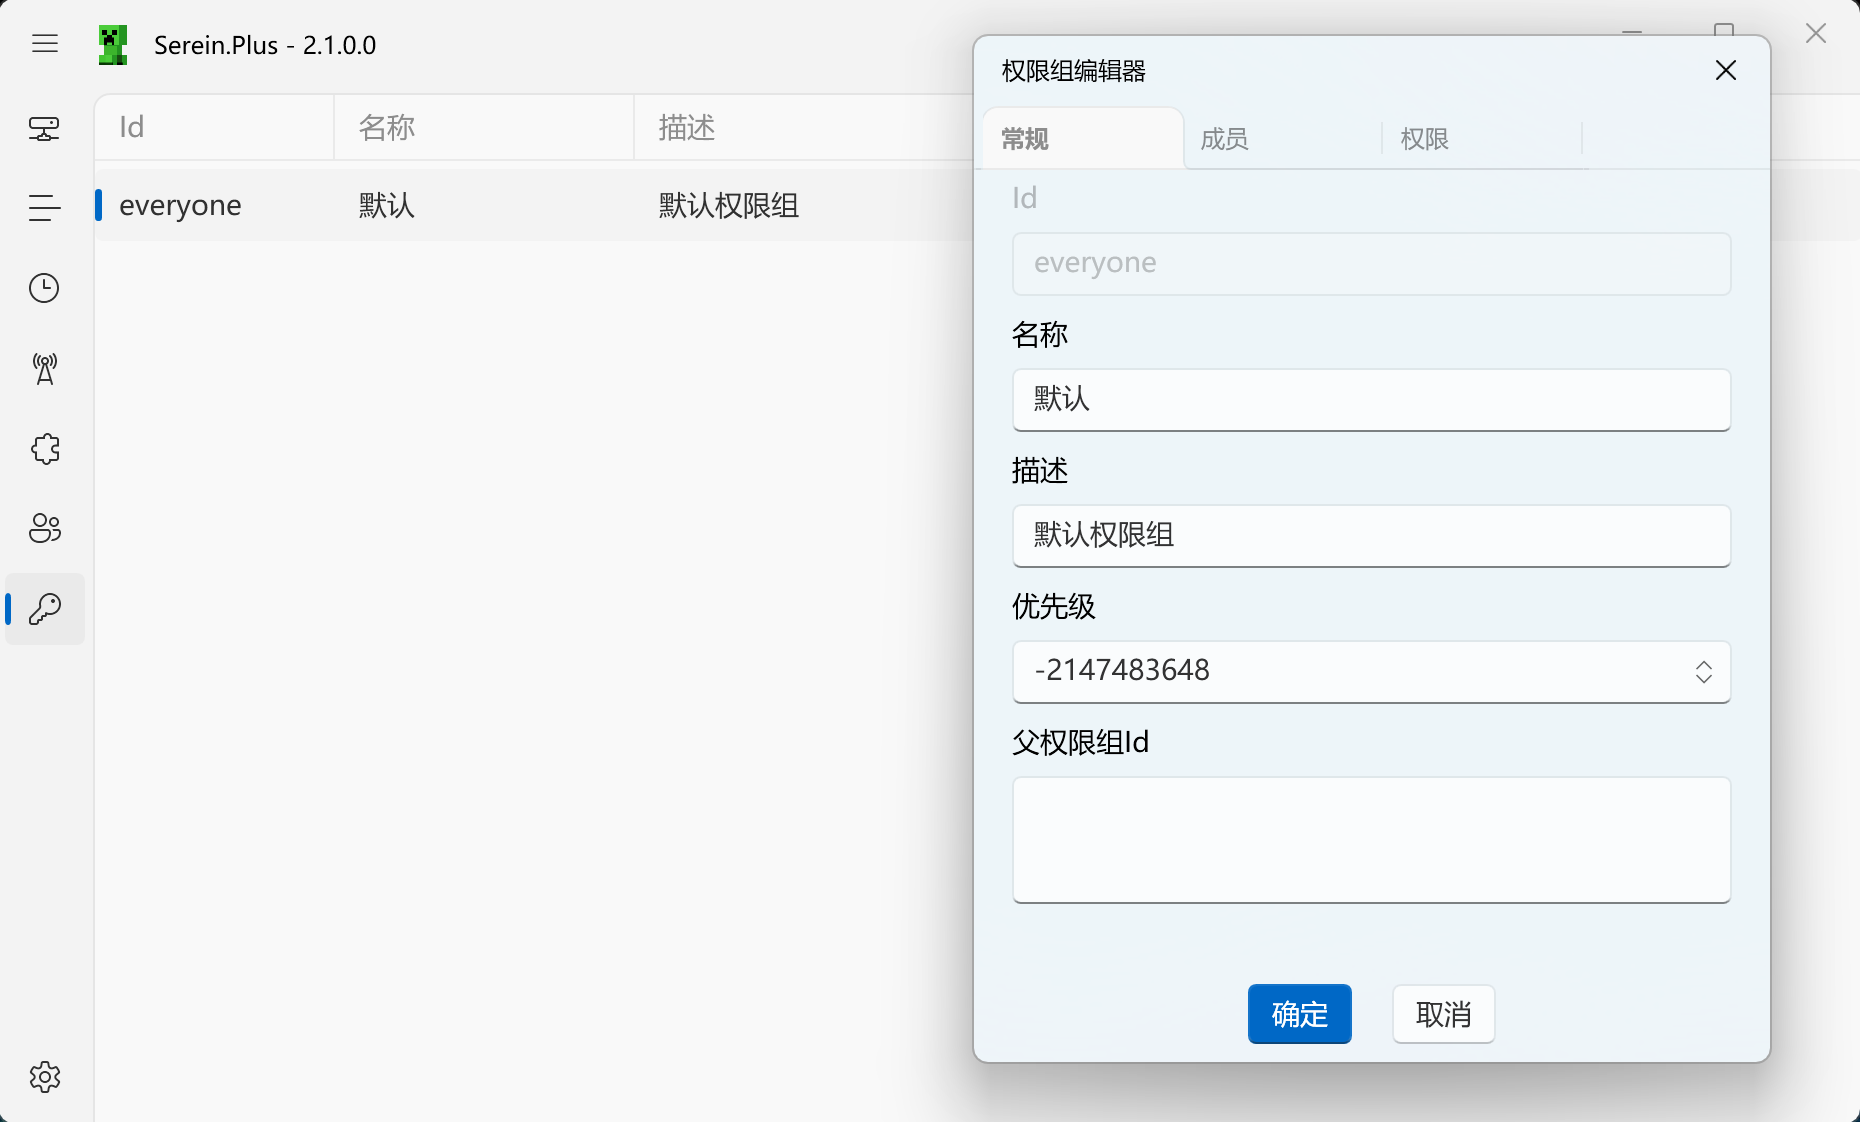 Serein.Plus - 2.1.0.0
Id
名称
描述
everyone
默认
默认权限组
权限组编辑器
常规
成员
权限
Id
everyone
名称
默认
描述
默认权限组
优先级
-2147483648
父权限组Id
确定
取消